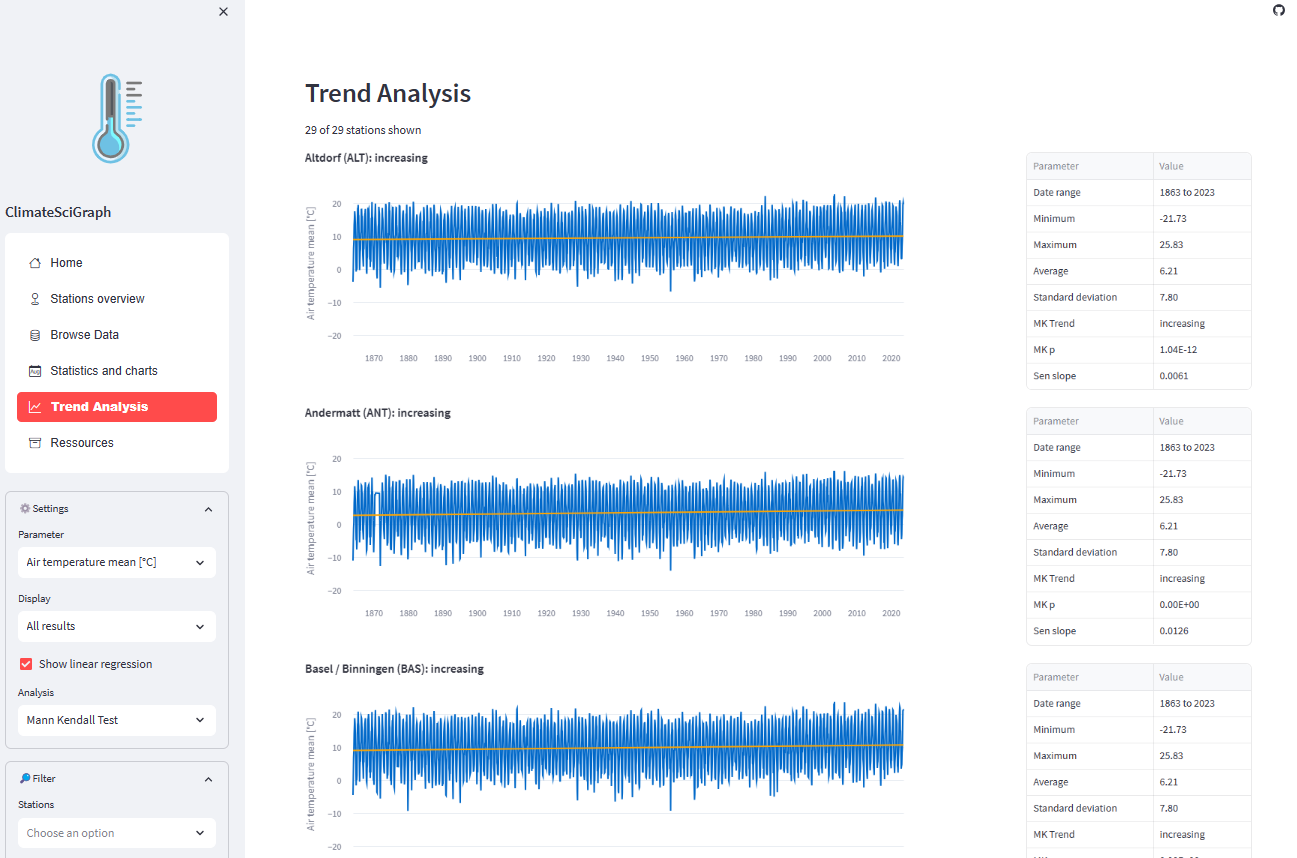 ClimateSciGraph
Home
Stations overview
Browse Data
Statistics and charts
Trend Analysis
Ressources
Settings
Parameter
Air temperature mean [°C]
Display
All results
Show linear regression
Analysis
Mann Kendall Test
Filter
Stations
Choose an option
Trend Analysis
29 of 29 stations shown
Altdorf (ALT): increasing
Air temperature mean [°C]
20
10
0
−10
−20
1870 1880 1890 1900 1910 1920 1930 1940 1950 1960 1970 1980 1990 2000 2010 2020
Parameter Value
Date range 1863 to 2023
Minimum -21.73
Maximum 25.83
Average 6.21
Standard deviation 7.80
MK Trend increasing
MK p 1.04E-12
Sen slope 0.0061
Andermatt (ANT): increasing
Air temperature mean [°C]
20
10
0
−10
−20
1870 1880 1890 1900 1910 1920 1930 1940 1950 1960 1970 1980 1990 2000 2010 2020
Parameter Value
Date range 1863 to 2023
Minimum -21.73
Maximum 25.83
Average 6.21
Standard deviation 7.80
MK Trend increasing
MK p 0.00E+00
Sen slope 0.0126
Basel / Binningen (BAS): increasing
Air temperature mean [°C]
20
10
0
−10
−20
Parameter Value
Date range 1863 to 2023
Minimum -21.73
Maximum 25.83
Average 6.21
Standard deviation 7.80
MK Trend increasing